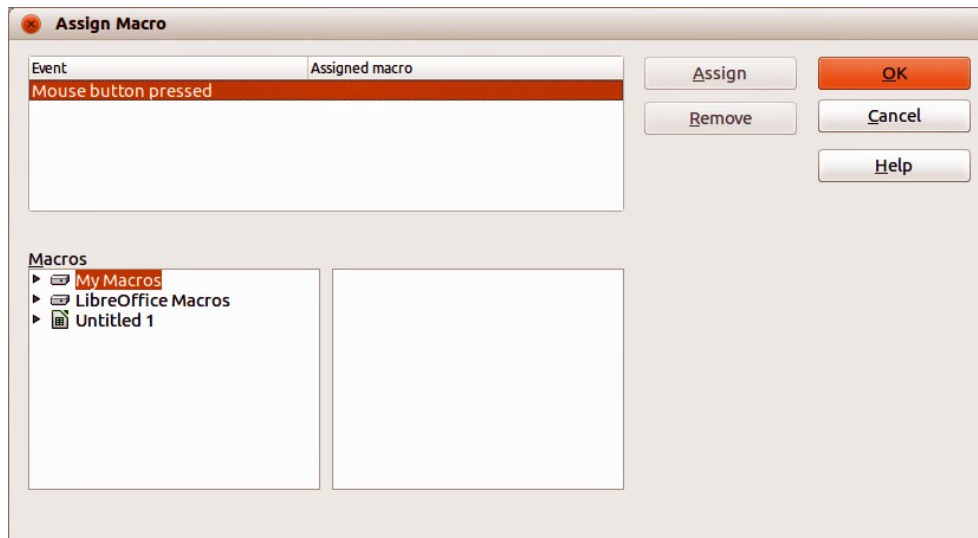 Assign Macro
Event Assigned macro
Mouse button pressed
Assign
OK
Remove
Cancel
Help
Macros
My Macros
LibreOffice Macros
Untitled 1